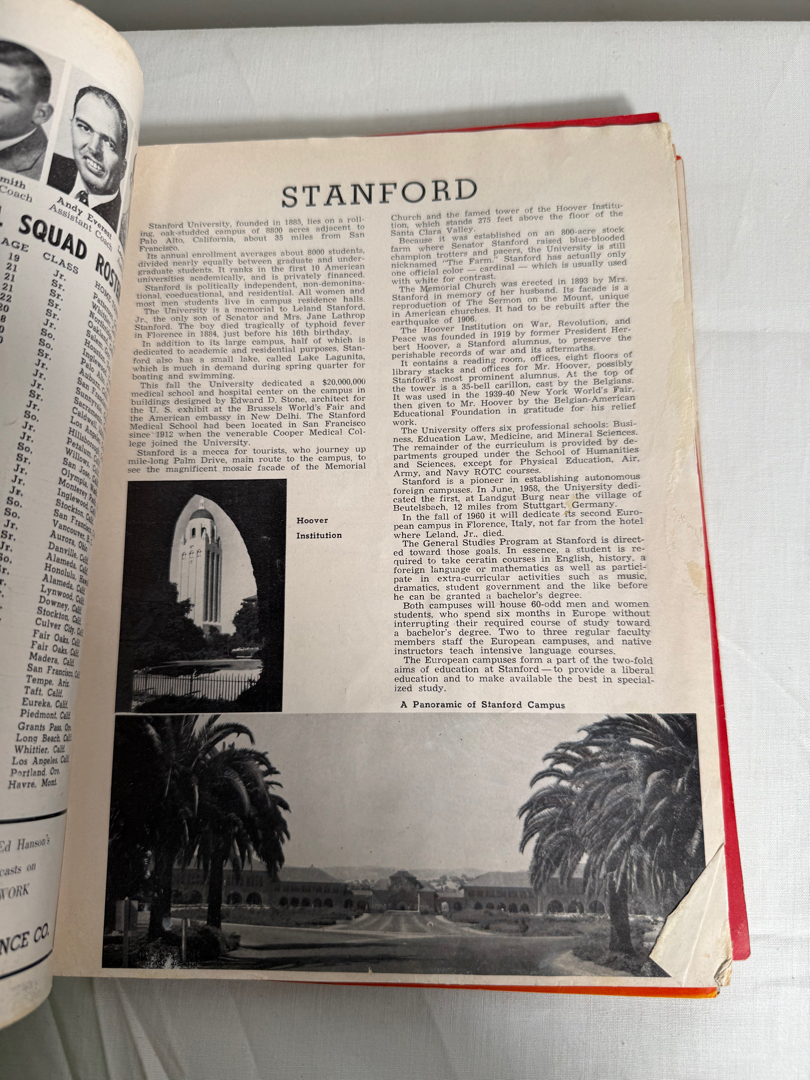 mith
Coach
Andy Everest
Assistant Coach
SQUAD ROST
AGE
CLASS
HOME
19
21
21
21
22
20
Jr.
Sr.
Sr.
Jr.
Sr.
Jr.
So.
So.
Sr.
Culver City, Cal
Fair Oaks, Calif.
Fair Oaks, Calif.
Madera, Calif.
San Francisco, Cal
Tempe, Ariz.
Taft, Calif.
Eureka, Calif.
Piedmont, Calif.
Grants Pass, Ore.
Long Beach, Calif.
Whittier, Calif.
Los Angeles, Calif.
Portland, Ore.
Havre, Mont.
Ed Hanson's
casts on
WORK
NCE CO.
STANFORD
Stanford University, founded in 1885, lies on a roll-
ing, oak-studded campus of 8800 acres adjacent to
Palo Alto, California, about 35 miles from San
Francisco.
Its annual enrollment averages about 8000 students,
divided nearly equally between graduate and under-
graduate students. It ranks in the first 10 American
universities academically, and is privately financed.
Stanford is politically independent, non-denomina-
tional, coeducational, and residential. All women and
most men students live in campus residence halls.
The University is a memorial to Leland Stanford,
Jr., the only son of Senator and Mrs. Jane Lathrop
Stanford. The boy died tragically of typhoid fever
in Florence in 1884, just before his 16th birthday.
In addition to its large campus, half of which is
dedicated to academic and residential purposes, Stan-
ford also has a small lake, called Lake Lagunita,
which is much in demand during spring quarter for
boating and swimming.
This fall the University dedicated a $20,000,000
medical school and hospital center on the campus in
buildings designed by Edward D. Stone, architect for
the U. S. exhibit at the Brussels World's Fair and
the American embassy in New Delhi. The Stanford
Medical School had been located in San Francisco
since 1912 when the venerable Cooper Medical Col-
lege joined the University.
Stanford is a mecca for tourists, who journey up
mile-long Palm Drive, main route to the campus, to
see the magnificent mosaic facade of the Memorial
Church and the famed tower of the Hoover Institu-
tion, which stands 275 feet above the floor of the
Santa Clara Valley.
Because it was established on an 800-acre stock
farm where Senator Stanford raised blue-blooded
champion trotters and pacers, the University is still
nicknamed "The Farm." Stanford has actually only
one official color — cardinal — which is usually used
with white for contrast.
The Memorial Church was erected in 1893 by Mrs.
Stanford in memory of her husband. Its facade is a
reproduction of The Sermon on the Mount, unique
in American churches. It had to be rebuilt after the
earthquake of 1906.
The Hoover Institution on War, Revolution, and
Peace was founded in 1919 by former President Her-
bert Hoover, a Stanford alumnus, to preserve the
perishable records of war and its aftermaths.
It contains a reading room, offices, eight floors of
library stacks and offices for Mr. Hoover, possibly
Stanford's most prominent alumnus. At the top of
the tower is a 35-bell carillon, cast by the Belgians.
It was used in the 1939-40 New York World's Fair,
then given to Mr. Hoover by the Belgian-American
Educational Foundation in gratitude for his relief
work.
The University offers six professional schools: Busi-
ness, Education Law, Medicine, and Mineral Sciences.
The remainder of the curriculum is provided by de-
partments grouped under the School of Humanities
and Sciences, except for Physical Education, Air,
Army, and Navy ROTC courses.
Stanford is a pioneer in establishing autonomous
foreign campuses. In June, 1958, the University dedi-
cated the first, at Landgut Burg near the village of
Beutelsbach, 12 miles from Stuttgart, Germany.
In the fall of 1960 it will dedicate its second Euro-
pean campus in Florence, Italy, not far from the hotel
where Leland, Jr., died.
The General Studies Program at Stanford is direct-
ed toward those goals. In essence, a student is re-
quired to take ceratin courses in English, history, a
foreign language or mathematics as well as partici-
pate in extra-curricular activities such as music,
dramatics, student government and the like before
he can be granted a bachelor's degree.
Both campuses will house 60-odd men and women
students, who spend six months in Europe without
interrupting their required course of study toward
a bachelor's degree. Two to three regular faculty
members staff the European campuses, and native
instructors teach intensive language courses.
The European campuses form a part of the two-fold
aims of education at Stanford — to provide a liberal
education and to make available the best in special-
ized study.
Hoover
Institution
A Panoramic of Stanford Campus